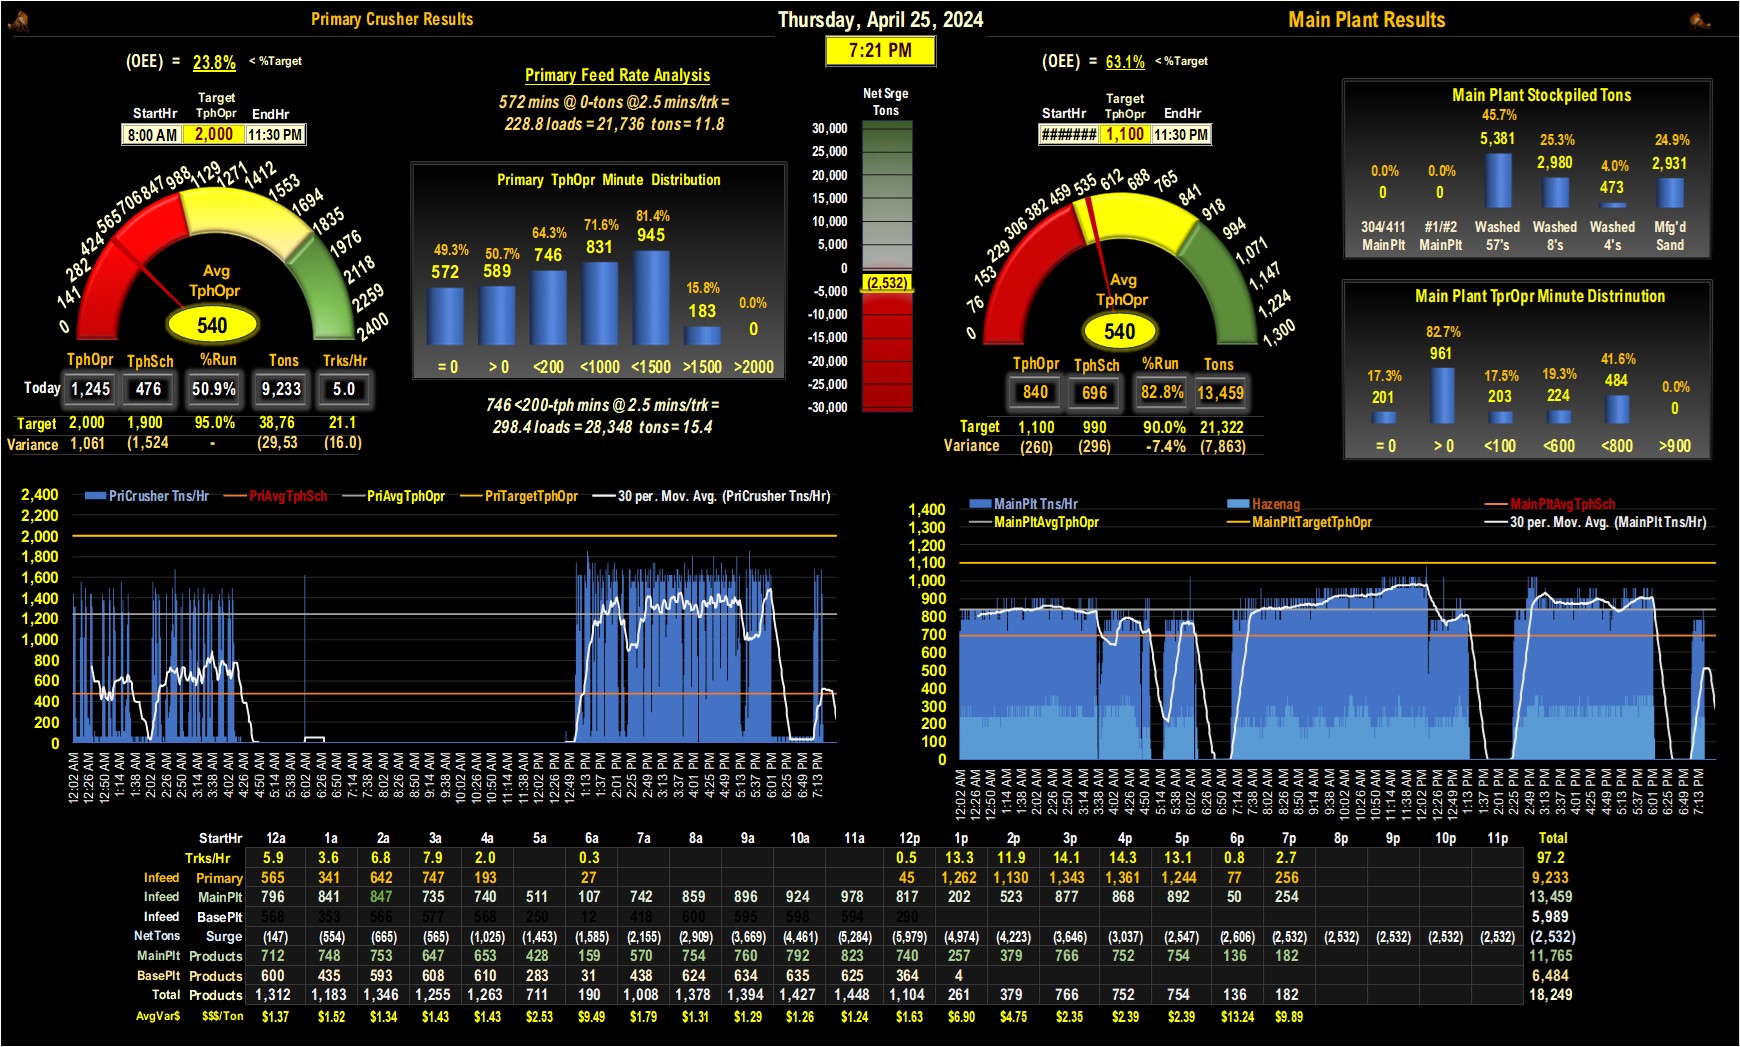 Primary Crusher Results
Thursday, April 25, 2024
Main Plant Results
7:21 PM
(OEE) = 23.8% < %Target
StartHr Target TphOpr EndHr
8:00 AM 2,000 11:30 PM
0 141 282 424 565 706 847 988 1129 1271 1412 1553 1694 1835 1976 2118 2259 2400
Avg
TphOpr
540
TphOpr TphSch %Run Tons Trks/Hr
Today 1,245 476 50.9% 9,233 5.0
Target 2,000 1,900 95.0% 38,76 21.1
Variance 1,061 (1,524 - (29,53 (16.0)
Primary Feed Rate Analysis
572 mins @ 0-tons @2.5 mins/trk =
228.8 loads = 21,736 tons = 11.8
Primary TphOpr Minute Distribution
49.3% 50.7% 64.3% 71.6% 81.4% 15.8% 0.0%
572 589 746 831 945 183 0
= 0 > 0 <200 <1000 <1500 >1500 >2000
746 <200-tph mins @ 2.5 mins/trk =
298.4 loads = 28,348 tons = 15.4
Net Srge
Tons
30,000
25,000
20,000
15,000
10,000
5,000
0
(2,532)
-5,000
-10,000
-15,000
-20,000
-25,000
-30,000
(OEE) = 63.1% < %Target
StartHr Target TphOpr EndHr
####### 1,100 11:30 PM
0 76 153 229 306 382 459 535 612 688 765 841 918 994 1,071 1,147 1,224 1,300
Avg
TphOpr
540
TphOpr TphSch %Run Tons
840 696 82.8% 13,459
Target 1,100 990 90.0% 21,322
Variance (260) (296) -7.4% (7,863)
Main Plant Stockpiled Tons
0.0% 0.0% 45.7% 25.3% 4.0% 24.9%
0 0 5,381 2,980 473 2,931
304/411 #1/#2 Washed Washed Washed Mfg'd
MainPlt MainPlt 57's 8's 4's Sand
Main Plant TprOpr Minute Distrinution
17.3% 82.7% 17.5% 19.3% 41.6% 0.0%
201 961 203 224 484 0
= 0 > 0 <100 <600 <800 >900
PriCrusher Tns/Hr PriAvgTphSch PriAvgTphOpr PriTargetTphOpr 30 per. Mov. Avg. (PriCrusher Tns/Hr)
2,400
2,200
2,000
1,800
1,600
1,400
1,200
1,000
800
600
400
200
0
12:02 AM 12:26 AM 12:50 AM 1:14 AM 1:38 AM 2:02 AM 2:26 AM 2:50 AM 3:14 AM 3:38 AM 4:02 AM 4:26 AM 4:50 AM 5:14 AM 5:38 AM 6:02 AM 6:26 AM 6:50 AM 7:14 AM 7:38 AM 8:02 AM 8:26 AM 8:50 AM 9:14 AM 9:38 AM 10:02 AM 10:26 AM 10:50 AM 11:14 AM 11:38 AM 12:02 PM 12:26 PM 12:49 PM 1:13 PM 1:37 PM 2:01 PM 2:25 PM 2:49 PM 3:13 PM 3:37 PM 4:01 PM 4:25 PM 4:49 PM 5:13 PM 5:37 PM 6:01 PM 6:25 PM 6:49 PM 7:13 PM
MainPlt Tns/Hr Hazenag MainPltAvgTphSch
MainPltAvgTphOpr MainPltTargetTphOpr 30 per. Mov. Avg. (MainPlt Tns/Hr)
1,400
1,300
1,200
1,100
1,000
900
800
700
600
500
400
300
200
100
0
12:02 AM 12:26 AM 12:50 AM 1:14 AM 1:38 AM 2:02 AM 2:26 AM 2:50 AM 3:14 AM 3:38 AM 4:02 AM 4:26 AM 4:50 AM 5:14 AM 5:38 AM 6:02 AM 6:26 AM 6:50 AM 7:14 AM 7:38 AM 8:02 AM 8:26 AM 8:50 AM 9:14 AM 9:38 AM 10:02 AM 10:26 AM 10:50 AM 11:14 AM 11:38 AM 12:02 PM 12:26 PM 12:49 PM 1:13 PM 1:37 PM 2:01 PM 2:25 PM 2:49 PM 3:13 PM 3:37 PM 4:01 PM 4:25 PM 4:49 PM 5:13 PM 5:37 PM 6:01 PM 6:25 PM 6:49 PM 7:13 PM
StartHr 12a 1a 2a 3a 4a 5a 6a 7a 8a 9a 10a 11a 12p 1p 2p 3p 4p 5p 6p 7p 8p 9p 10p 11p Total
Trks/Hr 5.9 3.6 6.8 7.9 2.0 0.3 0.5 13.3 11.9 14.1 14.3 13.1 0.8 2.7 97.2
Infeed Primary 565 341 642 747 193 27 45 1,262 1,130 1,343 1,361 1,244 77 256 9,233
Infeed MainPlt 796 841 847 735 740 511 107 742 859 896 924 978 817 202 523 877 868 892 50 254 13,459
Infeed BasePlt 568 353 566 577 568 250 12 418 600 595 598 594 290 5,989
NetTons Surge (147) (554) (665) (565) (1,025) (1,453) (1,585) (2,155) (2,909) (3,669) (4,461) (5,284) (5,979) (4,974) (4,223) (3,646) (3,037) (2,547) (2,606) (2,532) (2,532) (2,532) (2,532) (2,532) (2,532)
MainPlt Products 712 748 753 647 653 428 159 570 754 760 792 823 740 257 379 766 752 754 136 182 11,765
BasePlt Products 600 435 593 608 610 283 31 438 624 634 635 625 364 4 6,484
Total Products 1,312 1,183 1,346 1,255 1,263 711 190 1,008 1,378 1,394 1,427 1,448 1,104 261 379 766 752 754 136 182 18,249
AvgVar$ $$$/Ton $1.37 $1.52 $1.34 $1.43 $1.43 $2.53 $9.49 $1.79 $1.31 $1.29 $1.26 $1.24 $1.63 $6.90 $4.75 $2.35 $2.39 $2.39 $13.24 $9.89